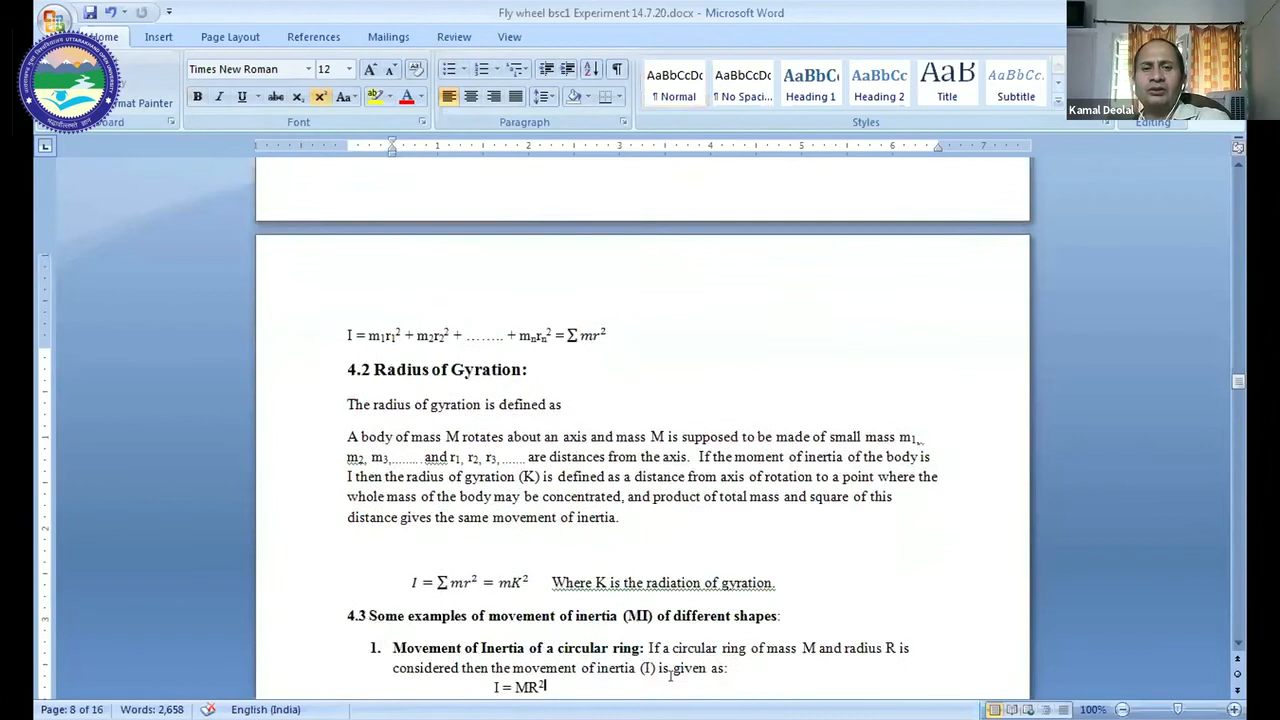 Fly wheel bsc1 Experiment 14.7.20.docx - Microsoft Word
Home Insert Page Layout References Mailings Review View
Times New Roman 12
AaBbCcDc AaBbCcDc AaBbC AaBbCc AaB AaBbCc.
¶ Normal ¶ No Spaci... Heading 1 Heading 2 Title Subtitle
Format Painter
Font Paragraph Styles Editing
Kamal Deolal
I = m1r1² + m2r2² + …….. + mnrn² = ∑ mr²
4.2 Radius of Gyration:
The radius of gyration is defined as
A body of mass M rotates about an axis and mass M is supposed to be made of small mass m1,
m2, m3,........ and r1, r2, r3,....... are distances from the axis. If the moment of inertia of the body is
I then the radius of gyration (K) is defined as a distance from axis of rotation to a point where the
whole mass of the body may be concentrated, and product of total mass and square of this
distance gives the same movement of inertia.
I = ∑ mr² = mK² Where K is the radiation of gyration.
4.3 Some examples of movement of inertia (MI) of different shapes:
1. Movement of Inertia of a circular ring: If a circular ring of mass M and radius R is
considered then the movement of inertia (I) is given as:
I = MR²
Page: 8 of 16 Words: 2,658 English (India) 100%